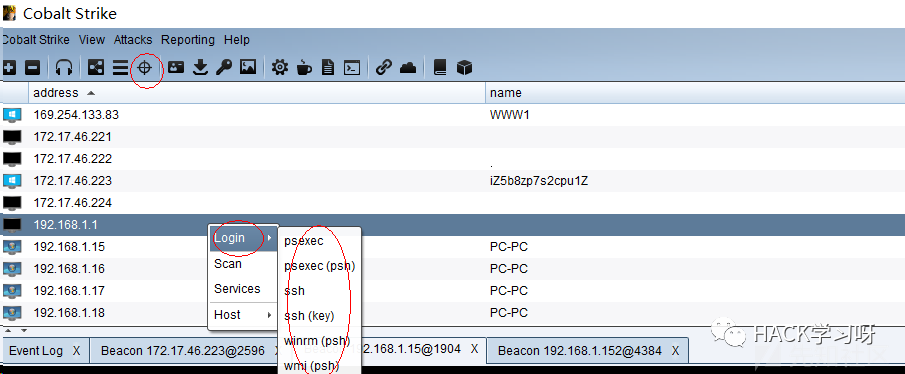 Cobalt Strike
Cobalt Strike View Attacks Reporting Help
address name
169.254.133.83 WWW1
172.17.46.221
172.17.46.222 .
172.17.46.223 iZ5b8zp7s2cpu1Z
172.17.46.224
192.168.1.1
Login psexec
192.168.1.15 PC-PC
Scan psexec (psh)
192.168.1.16 PC-PC
Services ssh
192.168.1.17 PC-PC
Host ssh (key)
192.168.1.18 PC-PC
winrm (psh)
Event Log X Beacon 172.17.46.223@2596 X 2.168.1.15@1904 X Beacon 192.168.1.152@4384 X
wmi (psh)
HACK学习呀